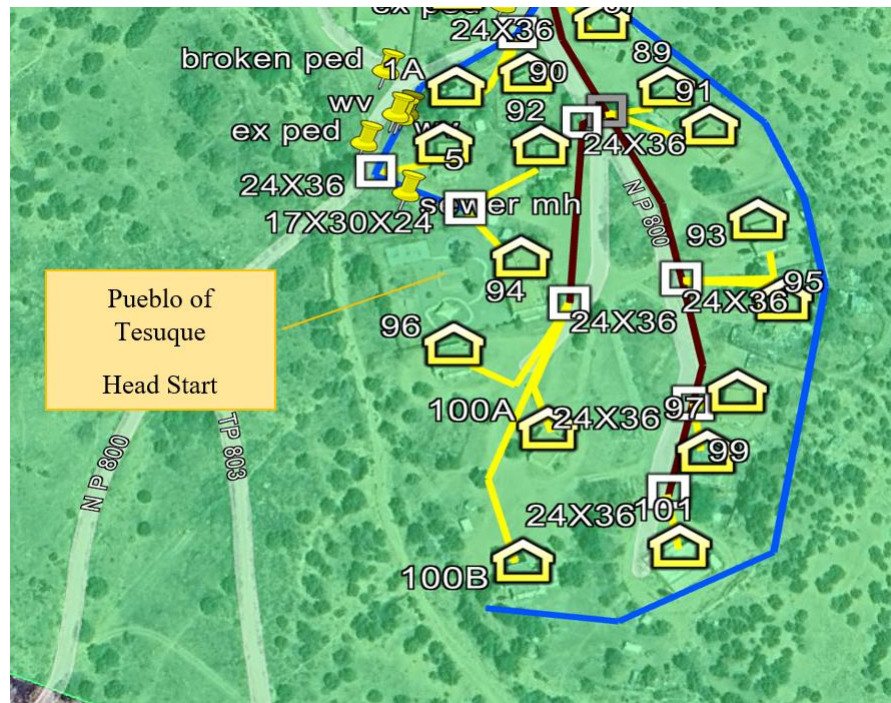 24X36
87
89
broken ped
1A
90
91
wv
92
ex ped
24X36
5
24X36
N P 800
17X30X24
sewer mh
93
94
95
24X36
Pueblo of
Tesuque
Head Start
96
24X36
100A
24X36
97
99
N P 800
TP 803
24X36
101
100B